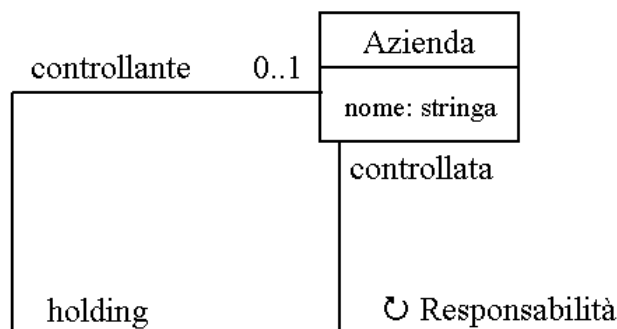 Azienda
controllante 0..1
nome: stringa
controllata
holding
↻ Responsabilità